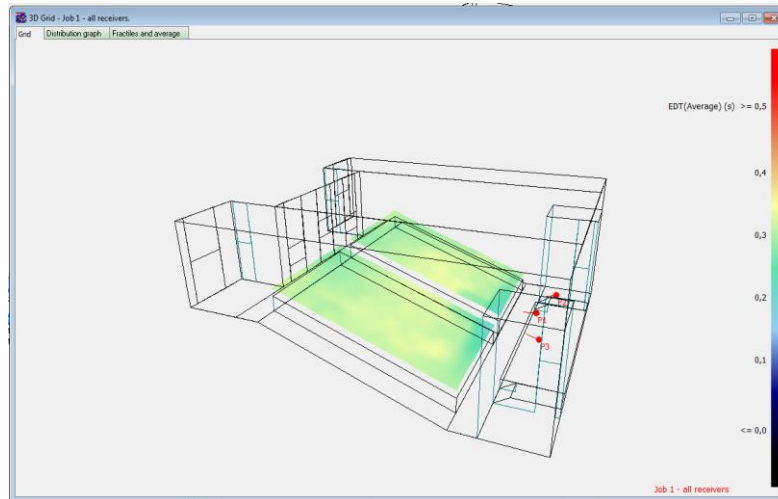 3D Grid - Job 1 - all receivers.
Grid Distribution graph Fractiles and average
EDT(Average) (s) >= 0,5
0,4
0,3
0,2
0,1
<= 0,0
P1
P3
Job 1 - all receivers